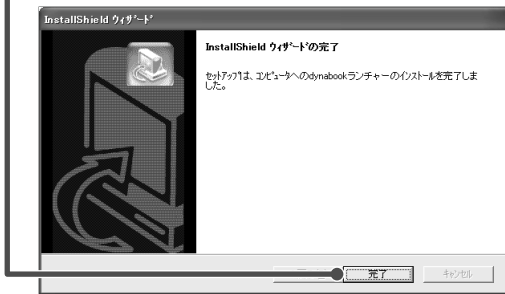 InstallShield ウィザード
InstallShield ウィザードの完了
セットアップは、コンピュータへのdynabookランチャーのインストールを完了しま
した。
完了
キャンセル